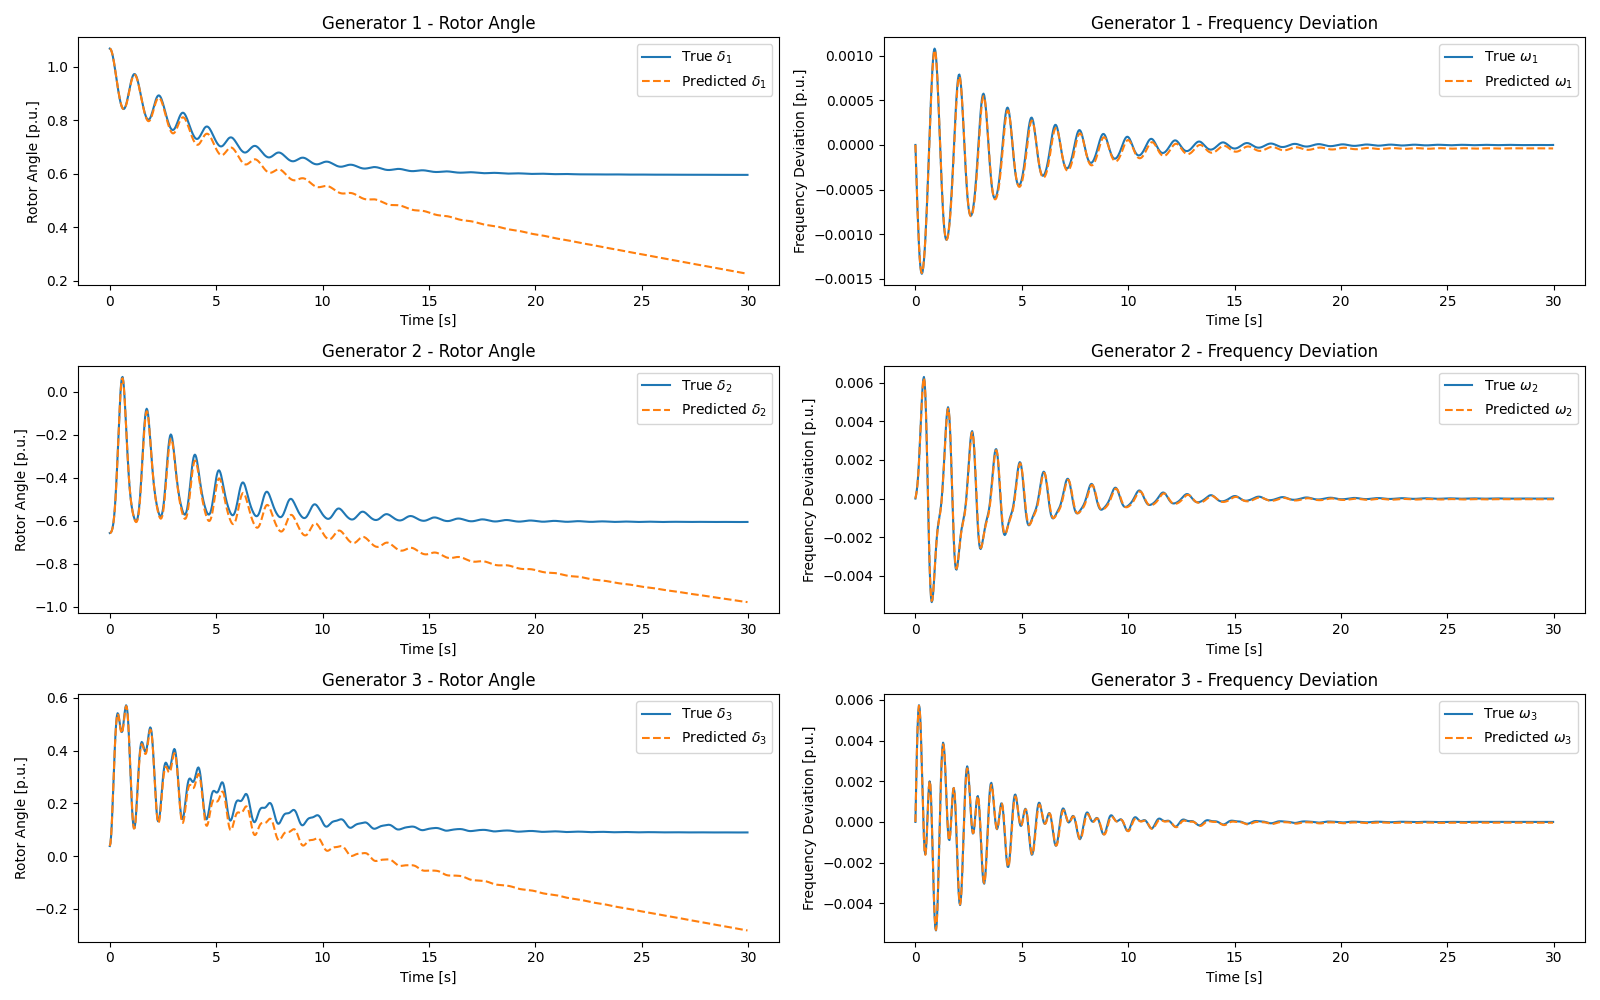 Generator 1 - Rotor Angle
Rotor Angle [p.u.]
1.0
0.8
0.6
0.4
0.2
True δ1
Predicted δ1
0 5 10 15 20 25 30
Time [s]
Generator 1 - Frequency Deviation
Frequency Deviation [p.u.]
0.0010
0.0005
0.0000
−0.0005
−0.0010
−0.0015
True ω1
Predicted ω1
0 5 10 15 20 25 30
Time [s]
Generator 2 - Rotor Angle
Rotor Angle [p.u.]
0.0
−0.2
−0.4
−0.6
−0.8
−1.0
True δ2
Predicted δ2
0 5 10 15 20 25 30
Time [s]
Generator 2 - Frequency Deviation
Frequency Deviation [p.u.]
0.006
0.004
0.002
0.000
−0.002
−0.004
True ω2
Predicted ω2
0 5 10 15 20 25 30
Time [s]
Generator 3 - Rotor Angle
Rotor Angle [p.u.]
0.6
0.4
0.2
0.0
−0.2
True δ3
Predicted δ3
0 5 10 15 20 25 30
Time [s]
Generator 3 - Frequency Deviation
Frequency Deviation [p.u.]
0.006
0.004
0.002
0.000
−0.002
−0.004
True ω3
Predicted ω3
0 5 10 15 20 25 30
Time [s]